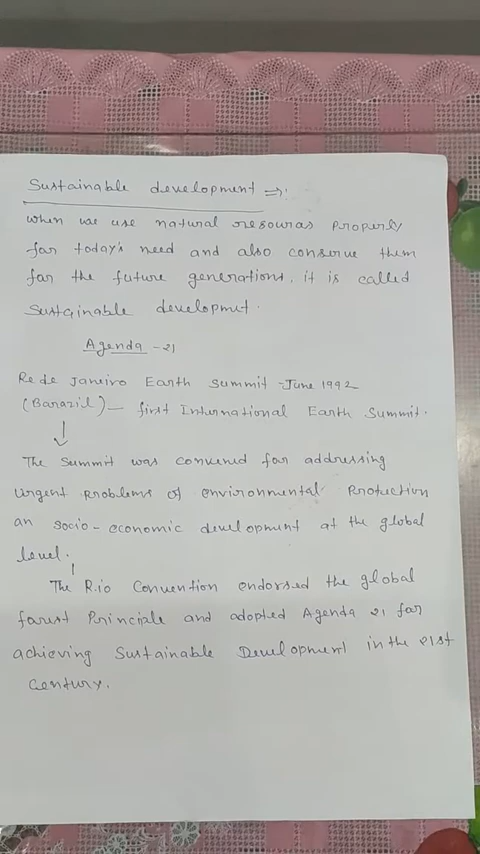 Sustainable development ⇒:
when we use natural resouras Properly
for today's need and also conserve them
for the future generations, it is called
Sustainable developmet.
Agenda - 21
Re de Janeiro Earth Summit - June 1992
(Barazil) — first International Earth Summit.
The Summit was convened for addressing
urgent Problems of environmental Protection
an socio-economic development at the global
level.
The Rio Convention endorsed the global
forest Principle and adopted Agenda 21 for
achieving Sustainable Development in the 21st
Century.